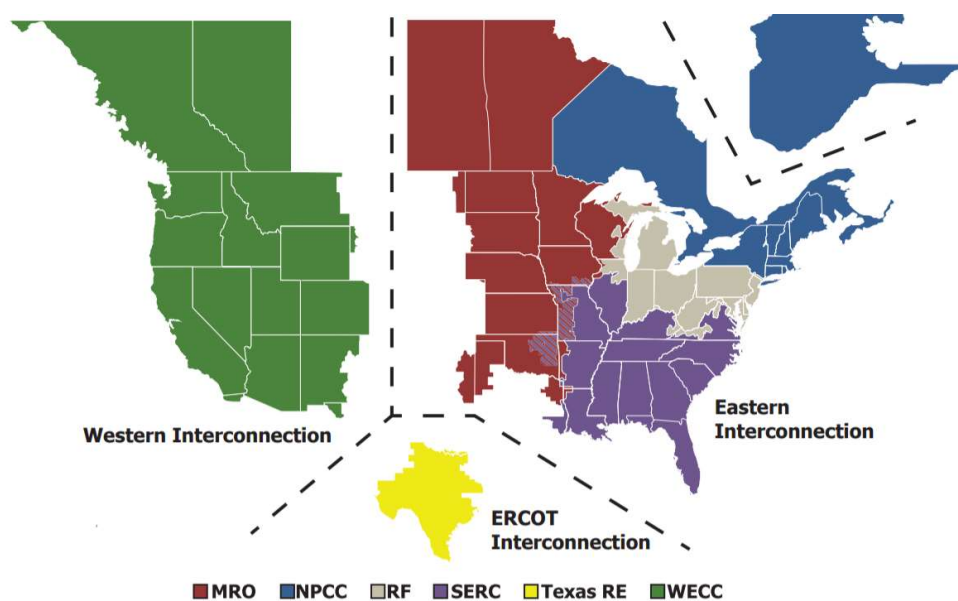 Western Interconnection
Eastern
Interconnection
ERCOT
Interconnection
MRO NPCC RF SERC Texas RE WECC